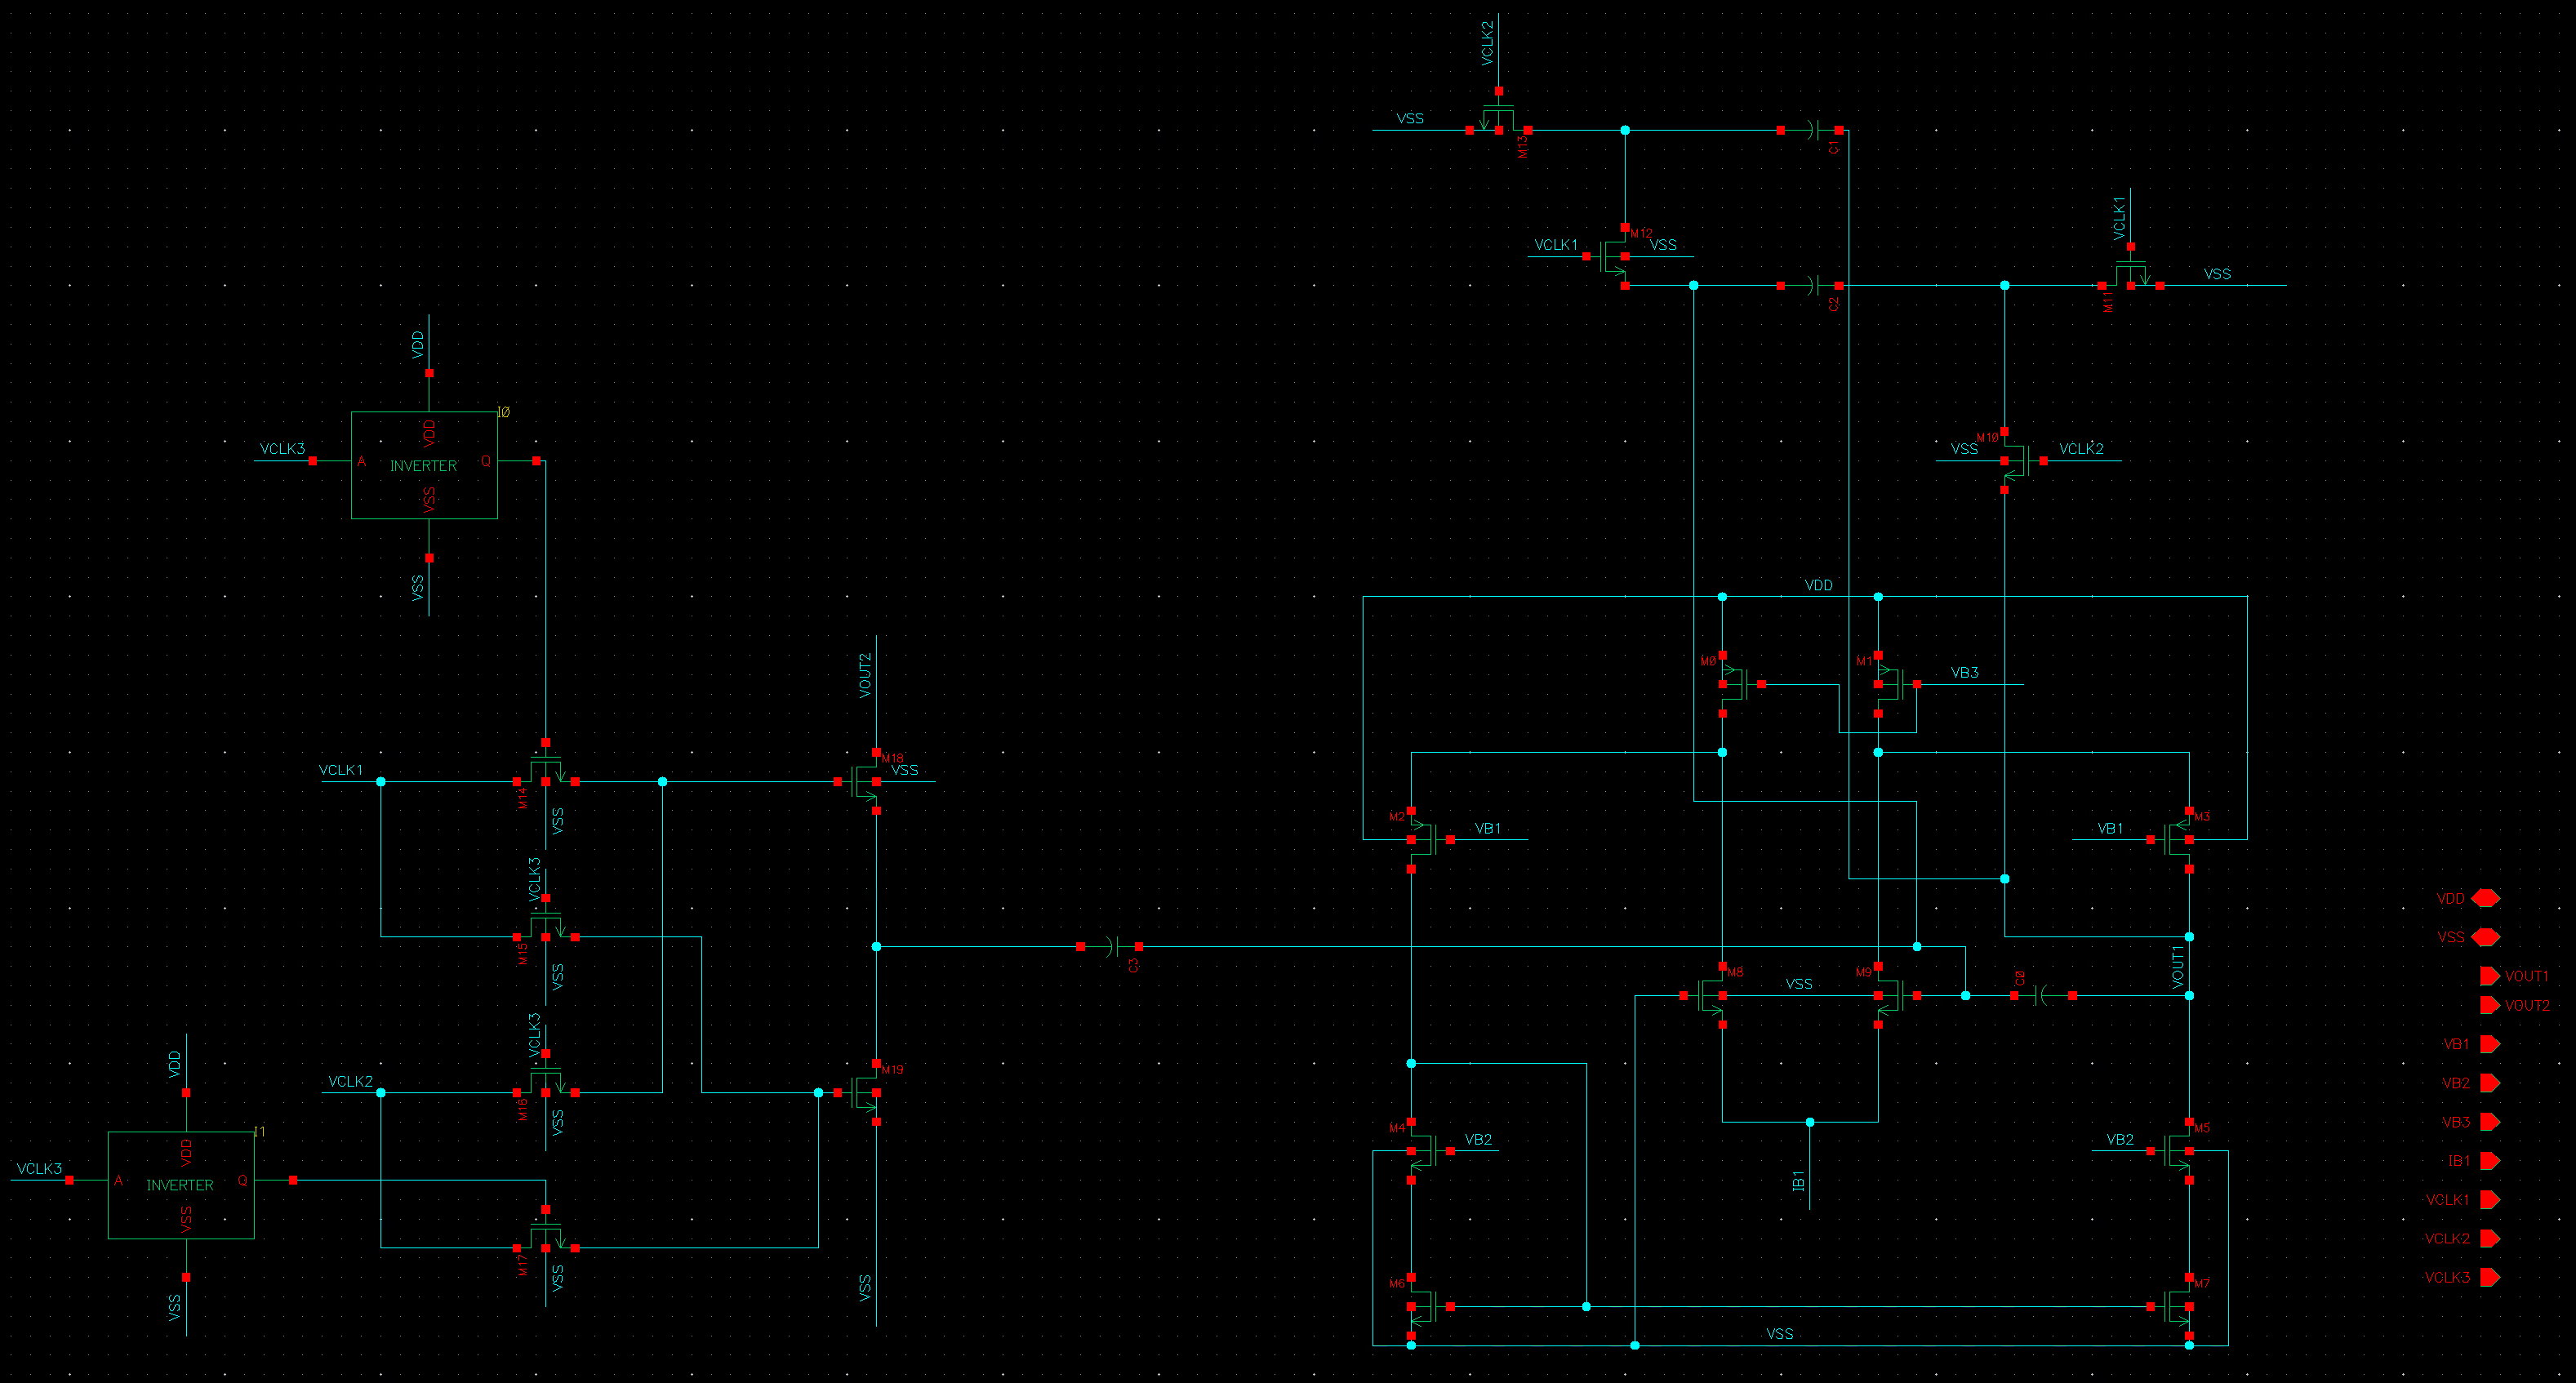 VCLK2
VSS
M13
C1
VCLK1
M12
VSS
VCLK1
VSS
M11
C2
VDD
I0
VDD
VCLK3
A
INVERTER
Q
VSS
VSS
M10
VSS
VCLK2
VDD
VOUT2
M0
M1
VB3
M18
VCLK1
VSS
M14
VSS
M2
VB1
VB1
M3
VCLK3
M15
VSS
C3
M8
VSS
M9
C0
VOUT1
VCLK3
VCLK2
M16
VSS
M19
VDD
I1
VDD
VCLK3
A
INVERTER
Q
VSS
VSS
M17
VSS
VSS
M4
VB2
VB2
M5
IB1
M6
M7
VSS
VDD
VSS
VOUT1
VOUT2
VB1
VB2
VB3
IB1
VCLK1
VCLK2
VCLK3